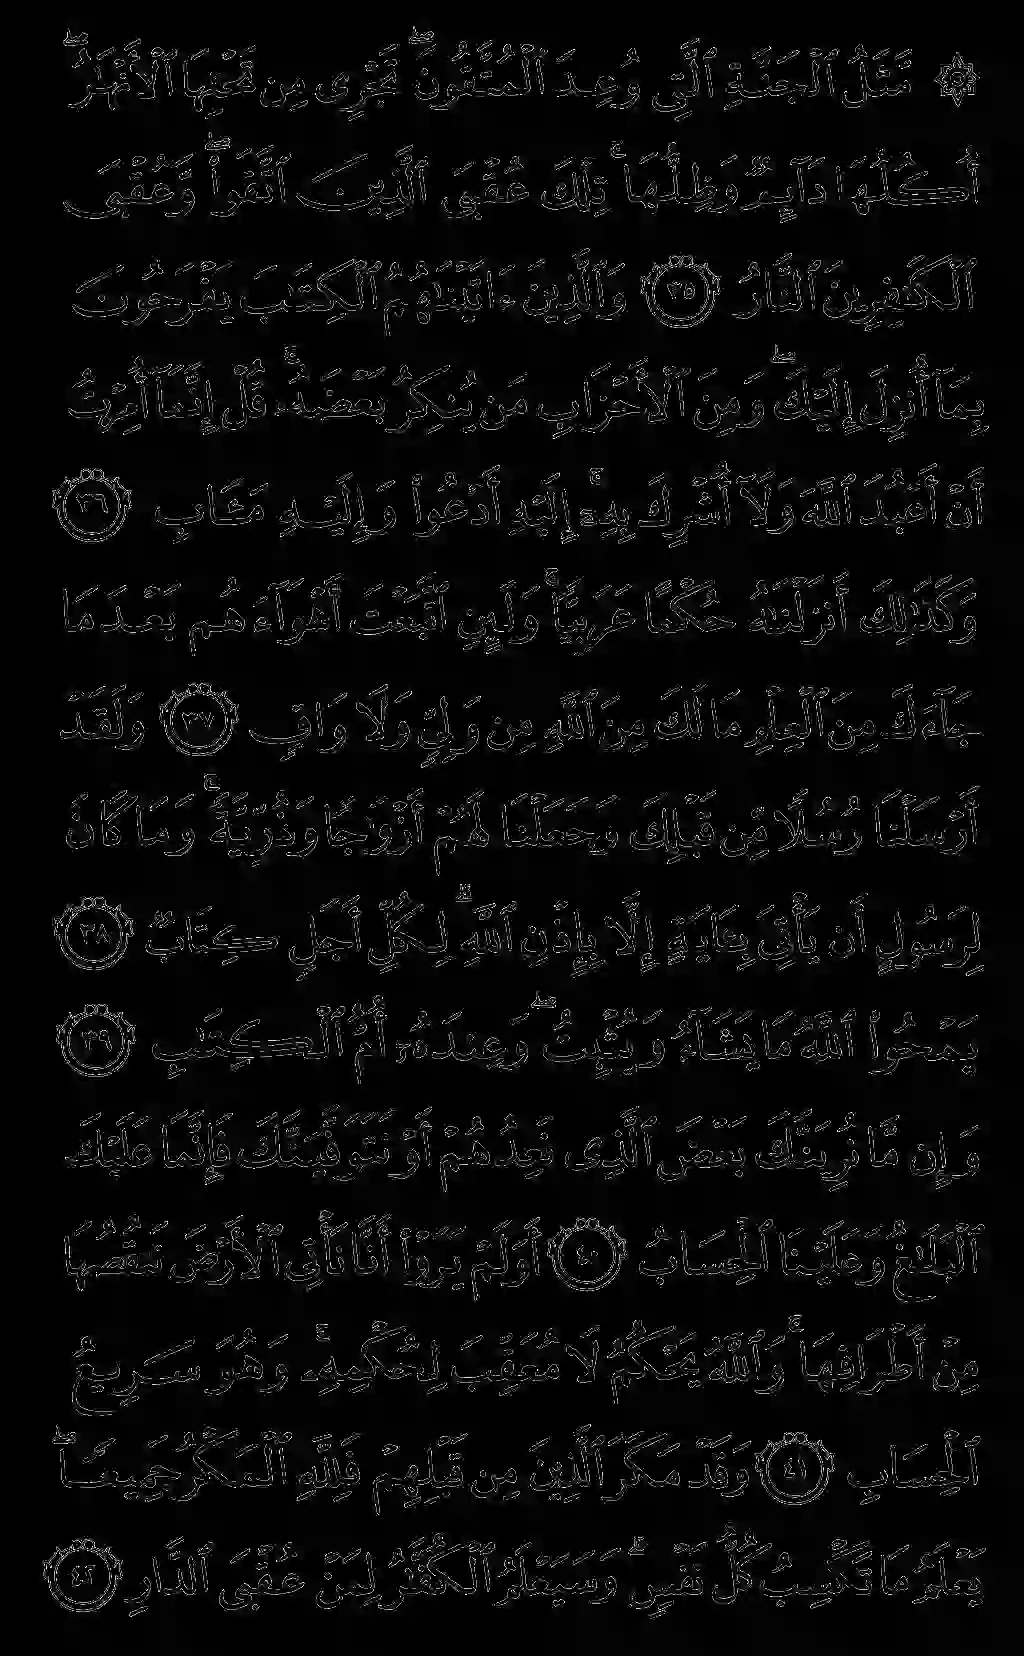 ۞ مَّثَلُ ٱلْجَنَّةِ ٱلَّتِى وُعِدَ ٱلْمُتَّقُونَ ۖ تَجْرِى مِن تَحْتِهَا ٱلْأَنْهَـٰرُ ۖ
أُكُلُهَا دَآئِمٌ وَظِلُّهَا ۚ تِلْكَ عُقْبَى ٱلَّذِينَ ٱتَّقَوا۟ ۖ وَّعُقْبَى
ٱلْكَـٰفِرِينَ ٱلنَّارُ ٣٥ وَٱلَّذِينَ ءَاتَيْنَـٰهُمُ ٱلْكِتَـٰبَ يَفْرَحُونَ
بِمَآ أُنزِلَ إِلَيْكَ ۖ وَمِنَ ٱلْأَحْزَابِ مَن يُنكِرُ بَعْضَهُۥ ۚ قُلْ إِنَّمَآ أُمِرْتُ
أَنْ أَعْبُدَ ٱللَّهَ وَلَآ أُشْرِكَ بِهِۦٓ ۚ إِلَيْهِ أَدْعُوا۟ وَإِلَيْهِ مَـَٔابِ ٣٦
وَكَذَٰلِكَ أَنزَلْنَـٰهُ حُكْمًا عَرَبِيًّا ۚ وَلَئِنِ ٱتَّبَعْتَ أَهْوَآءَهُم بَعْدَ مَا
جَآءَكَ مِنَ ٱلْعِلْمِ مَا لَكَ مِنَ ٱللَّهِ مِن وَلِىٍّ وَلَا وَاقٍ ٣٧ وَلَقَدْ
أَرْسَلْنَا رُسُلًا مِّن قَبْلِكَ وَجَعَلْنَا لَهُمْ أَزْوَٰجًا وَذُرِّيَّةً ۚ وَمَا كَانَ
لِرَسُولٍ أَن يَأْتِىَ بِـَٔايَةٍ إِلَّا بِإِذْنِ ٱللَّهِ ۗ لِكُلِّ أَجَلٍ كِتَابٌ ٣٨
يَمْحُوا۟ ٱللَّهُ مَا يَشَآءُ وَيُثْبِتُ ۖ وَعِندَهُۥٓ أُمُّ ٱلْكِتَـٰبِ ٣٩
وَإِن مَّا نُرِيَنَّكَ بَعْضَ ٱلَّذِى نَعِدُهُمْ أَوْ نَتَوَفَّيَنَّكَ فَإِنَّمَا عَلَيْكَ
ٱلْبَلَـٰغُ وَعَلَيْنَا ٱلْحِسَابُ ٤٠ أَوَلَمْ يَرَوْا۟ أَنَّا نَأْتِى ٱلْأَرْضَ نَنقُصُهَا
مِنْ أَطْرَافِهَا ۚ وَٱللَّهُ يَحْكُمُ لَا مُعَقِّبَ لِحُكْمِهِۦ ۚ وَهُوَ سَرِيعُ
ٱلْحِسَابِ ٤١ وَقَدْ مَكَرَ ٱلَّذِينَ مِن قَبْلِهِمْ فَلِلَّهِ ٱلْمَكْرُ جَمِيعًا ۖ
يَعْلَمُ مَا تَكْسِبُ كُلُّ نَفْسٍ ۗ وَسَيَعْلَمُ ٱلْكُفَّـٰرُ لِمَنْ عُقْبَى ٱلدَّارِ ٤٢